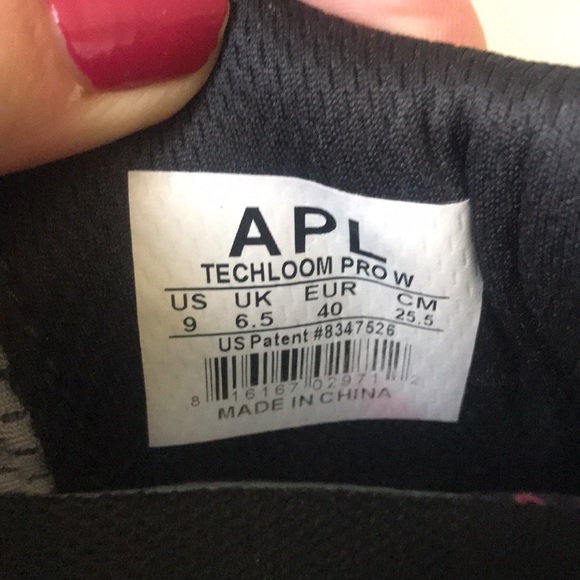 APL
TECHLOOM PRO W
US UK EUR CM
9 6.5 40 25.5
US Patent #8347526
8 16167 02971 2
MADE IN CHINA